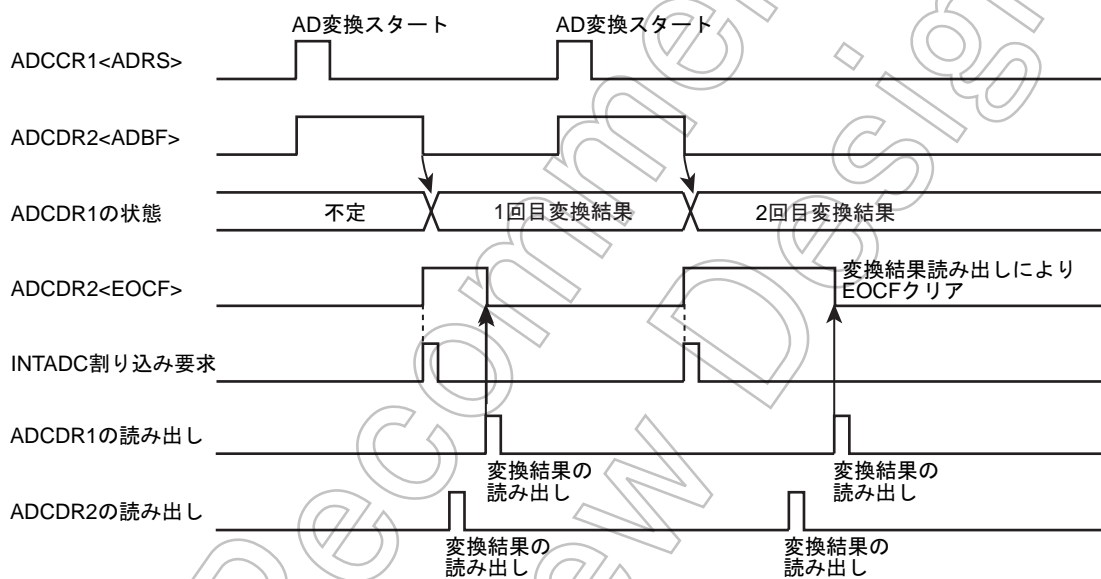 AD変換スタート
AD変換スタート
ADCCR1<ADRS>
ADCDR2<ADBF>
ADCDR1の状態
不定
1回目変換結果
2回目変換結果
ADCDR2<EOCF>
変換結果読み出しにより
EOCFクリア
INTADC割り込み要求
ADCDR1の読み出し
変換結果の
読み出し
変換結果の
読み出し
ADCDR2の読み出し
変換結果の
読み出し
変換結果の
読み出し